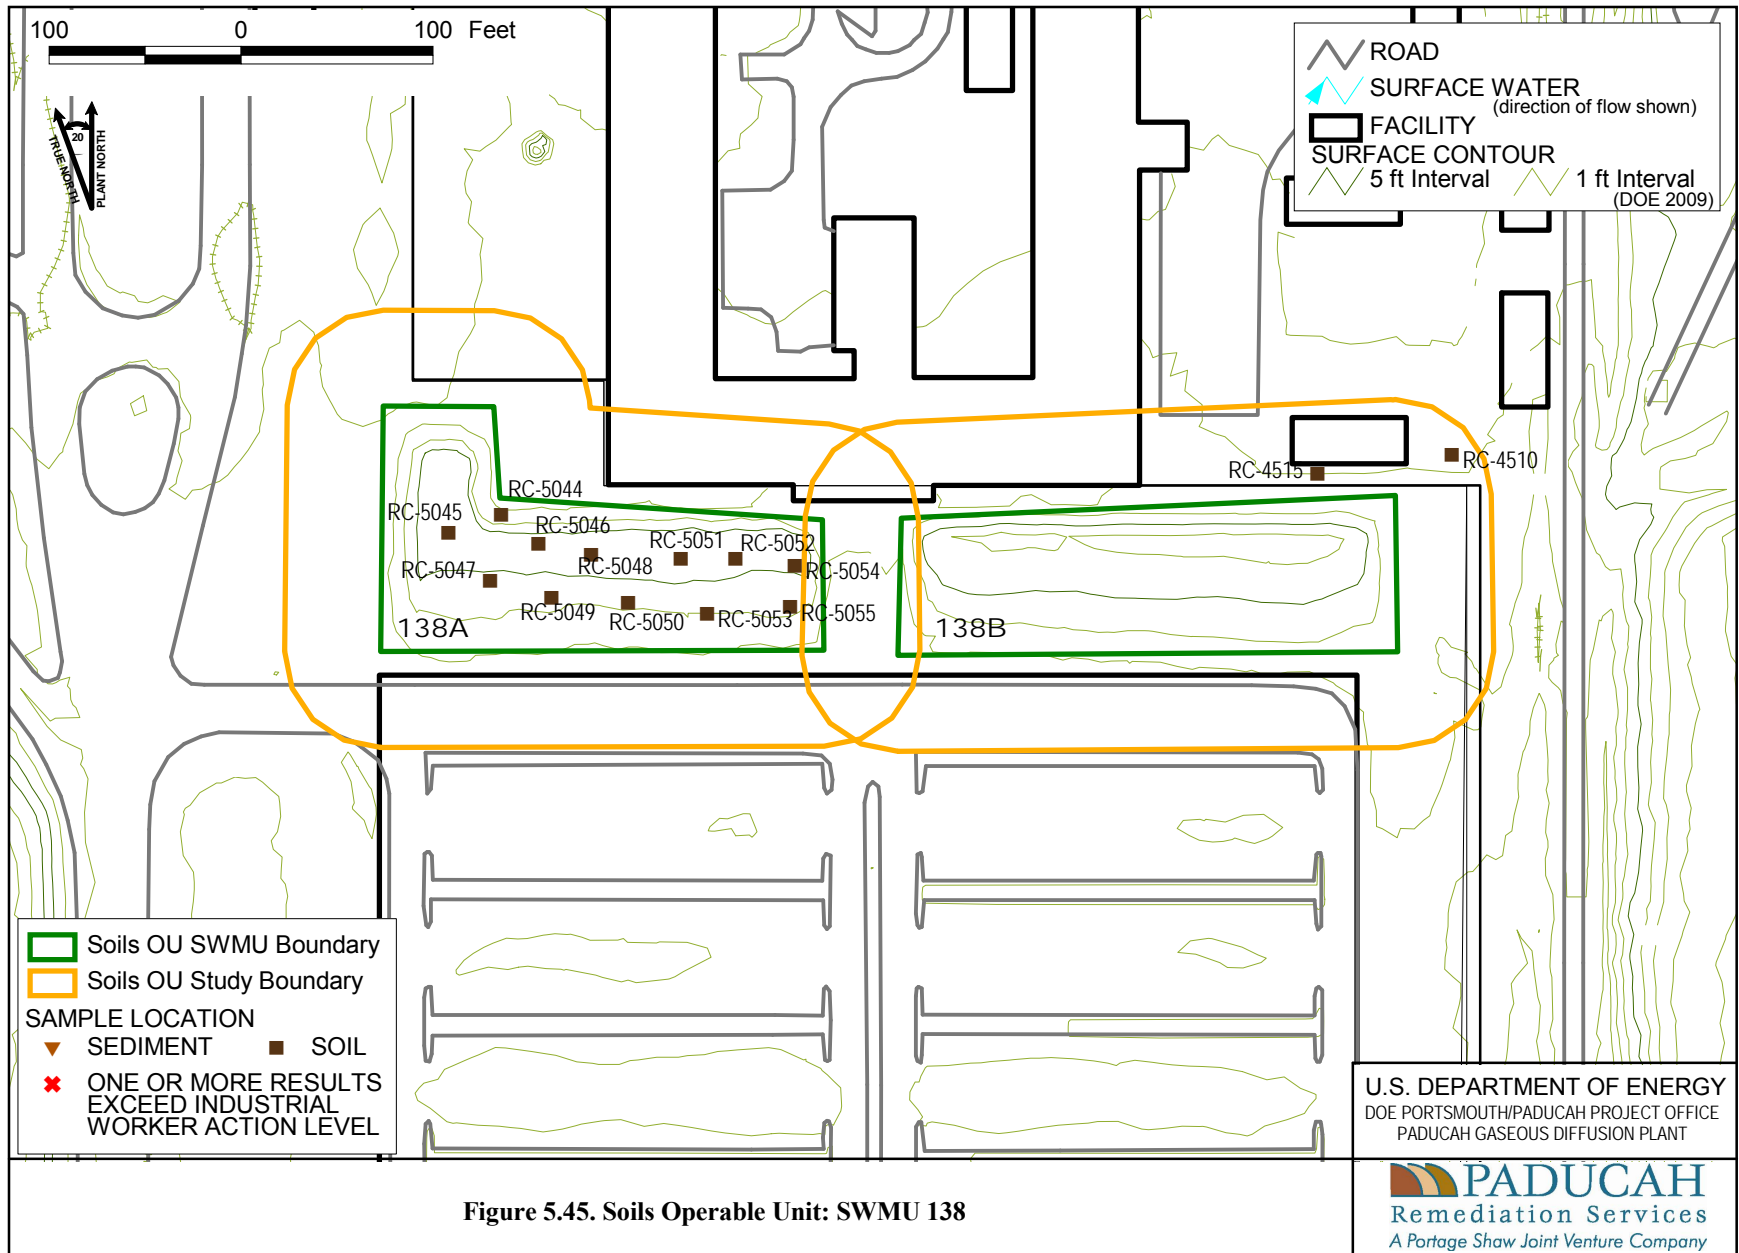 100 0 100 Feet
20
TRUE NORTH
PLANT NORTH
ROAD
SURFACE WATER
(direction of flow shown)
FACILITY
SURFACE CONTOUR
5 ft Interval 1 ft Interval
(DOE 2009)
RC-4515
RC-4510
RC-5044
RC-5045
RC-5046
RC-5051
RC-5052
RC-5047
RC-5048
RC-5054
RC-5049
RC-5050
RC-5053
RC-5055
138A
138B
Soils OU SWMU Boundary
Soils OU Study Boundary
SAMPLE LOCATION
SEDIMENT SOIL
ONE OR MORE RESULTS
EXCEED INDUSTRIAL
WORKER ACTION LEVEL
U.S. DEPARTMENT OF ENERGY
DOE PORTSMOUTH/PADUCAH PROJECT OFFICE
PADUCAH GASEOUS DIFFUSION PLANT
Figure 5.45. Soils Operable Unit: SWMU 138
PADUCAH
Remediation Services
A Portage Shaw Joint Venture Company